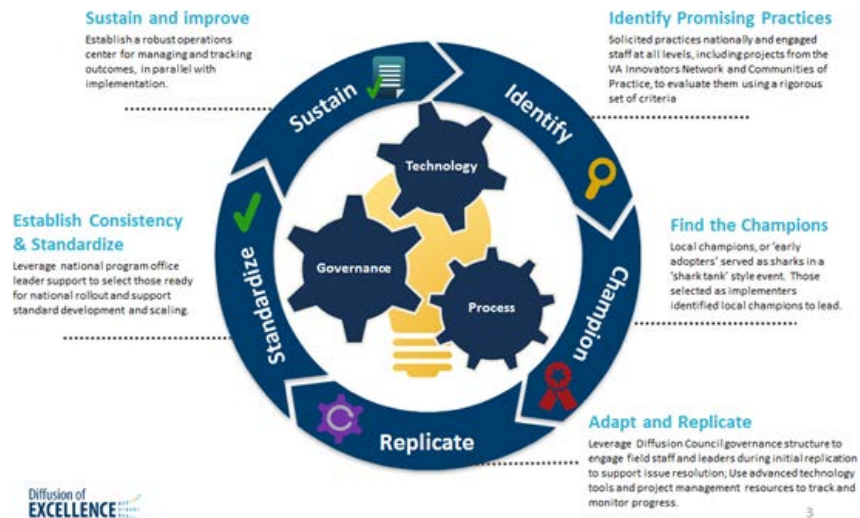 Sustain and improve
Establish a robust operations
center for managing and tracking
outcomes, in parallel with
implementation.
Identify Promising Practices
Solicited practices nationally and engaged
staff at all levels, including projects from the
VA Innovators Network and Communities of
Practice, to evaluate them using a rigorous
set of criteria
Sustain
Identify
Technology
Establish Consistency
& Standardize
Leverage national program office
leader support to select those ready
for national rollout and support
standard development and scaling.
Governance
Process
Find the Champions
Local champions, or 'early
adopters' served as sharks in a
'shark tank' style event. Those
selected as implementers
identified local champions to lead.
Standardize
Champion
Replicate
Adapt and Replicate
Leverage Diffusion Council governance structure to
engage field staff and leaders during initial replication
to support issue resolution; Use advanced technology
tools and project management resources to track and
monitor progress.
Diffusion of
EXCELLENCE
3